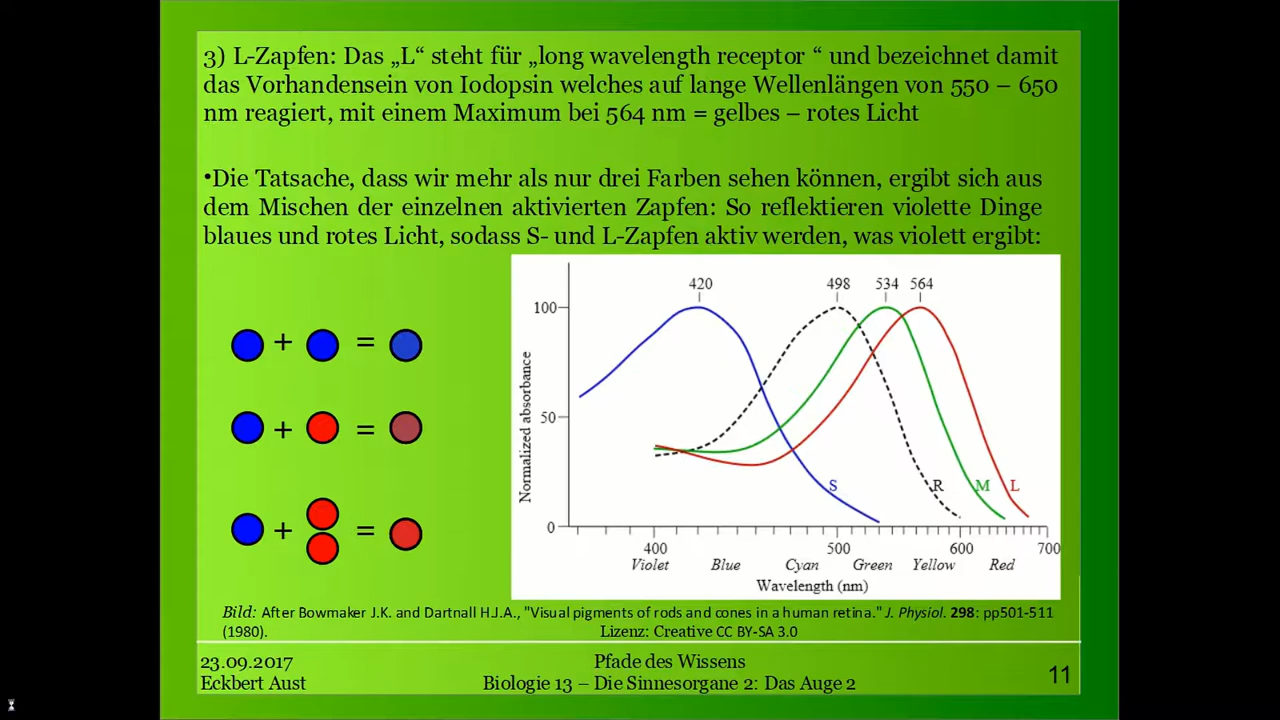 3) L-Zapfen: Das „L“ steht für „long wavelength receptor “ und bezeichnet damit
das Vorhandensein von Iodopsin welches auf lange Wellenlängen von 550 – 650
nm reagiert, mit einem Maximum bei 564 nm = gelbes – rotes Licht
•Die Tatsache, dass wir mehr als nur drei Farben sehen können, ergibt sich aus
dem Mischen der einzelnen aktivierten Zapfen: So reflektieren violette Dinge
blaues und rotes Licht, sodass S- und L-Zapfen aktiv werden, was violett ergibt:
+ =
+ =
+ =
420 498 534 564
100
50
0
Normalized absorbance
S R M L
400 500 600 700
Violet Blue Cyan Green Yellow Red
Wavelength (nm)
Bild: After Bowmaker J.K. and Dartnall H.J.A., "Visual pigments of rods and cones in a human retina." J. Physiol. 298: pp501-511
(1980). Lizenz: Creative CC BY-SA 3.0
23.09.2017 Pfade des Wissens
Eckbert Aust Biologie 13 – Die Sinnesorgane 2: Das Auge 2 11